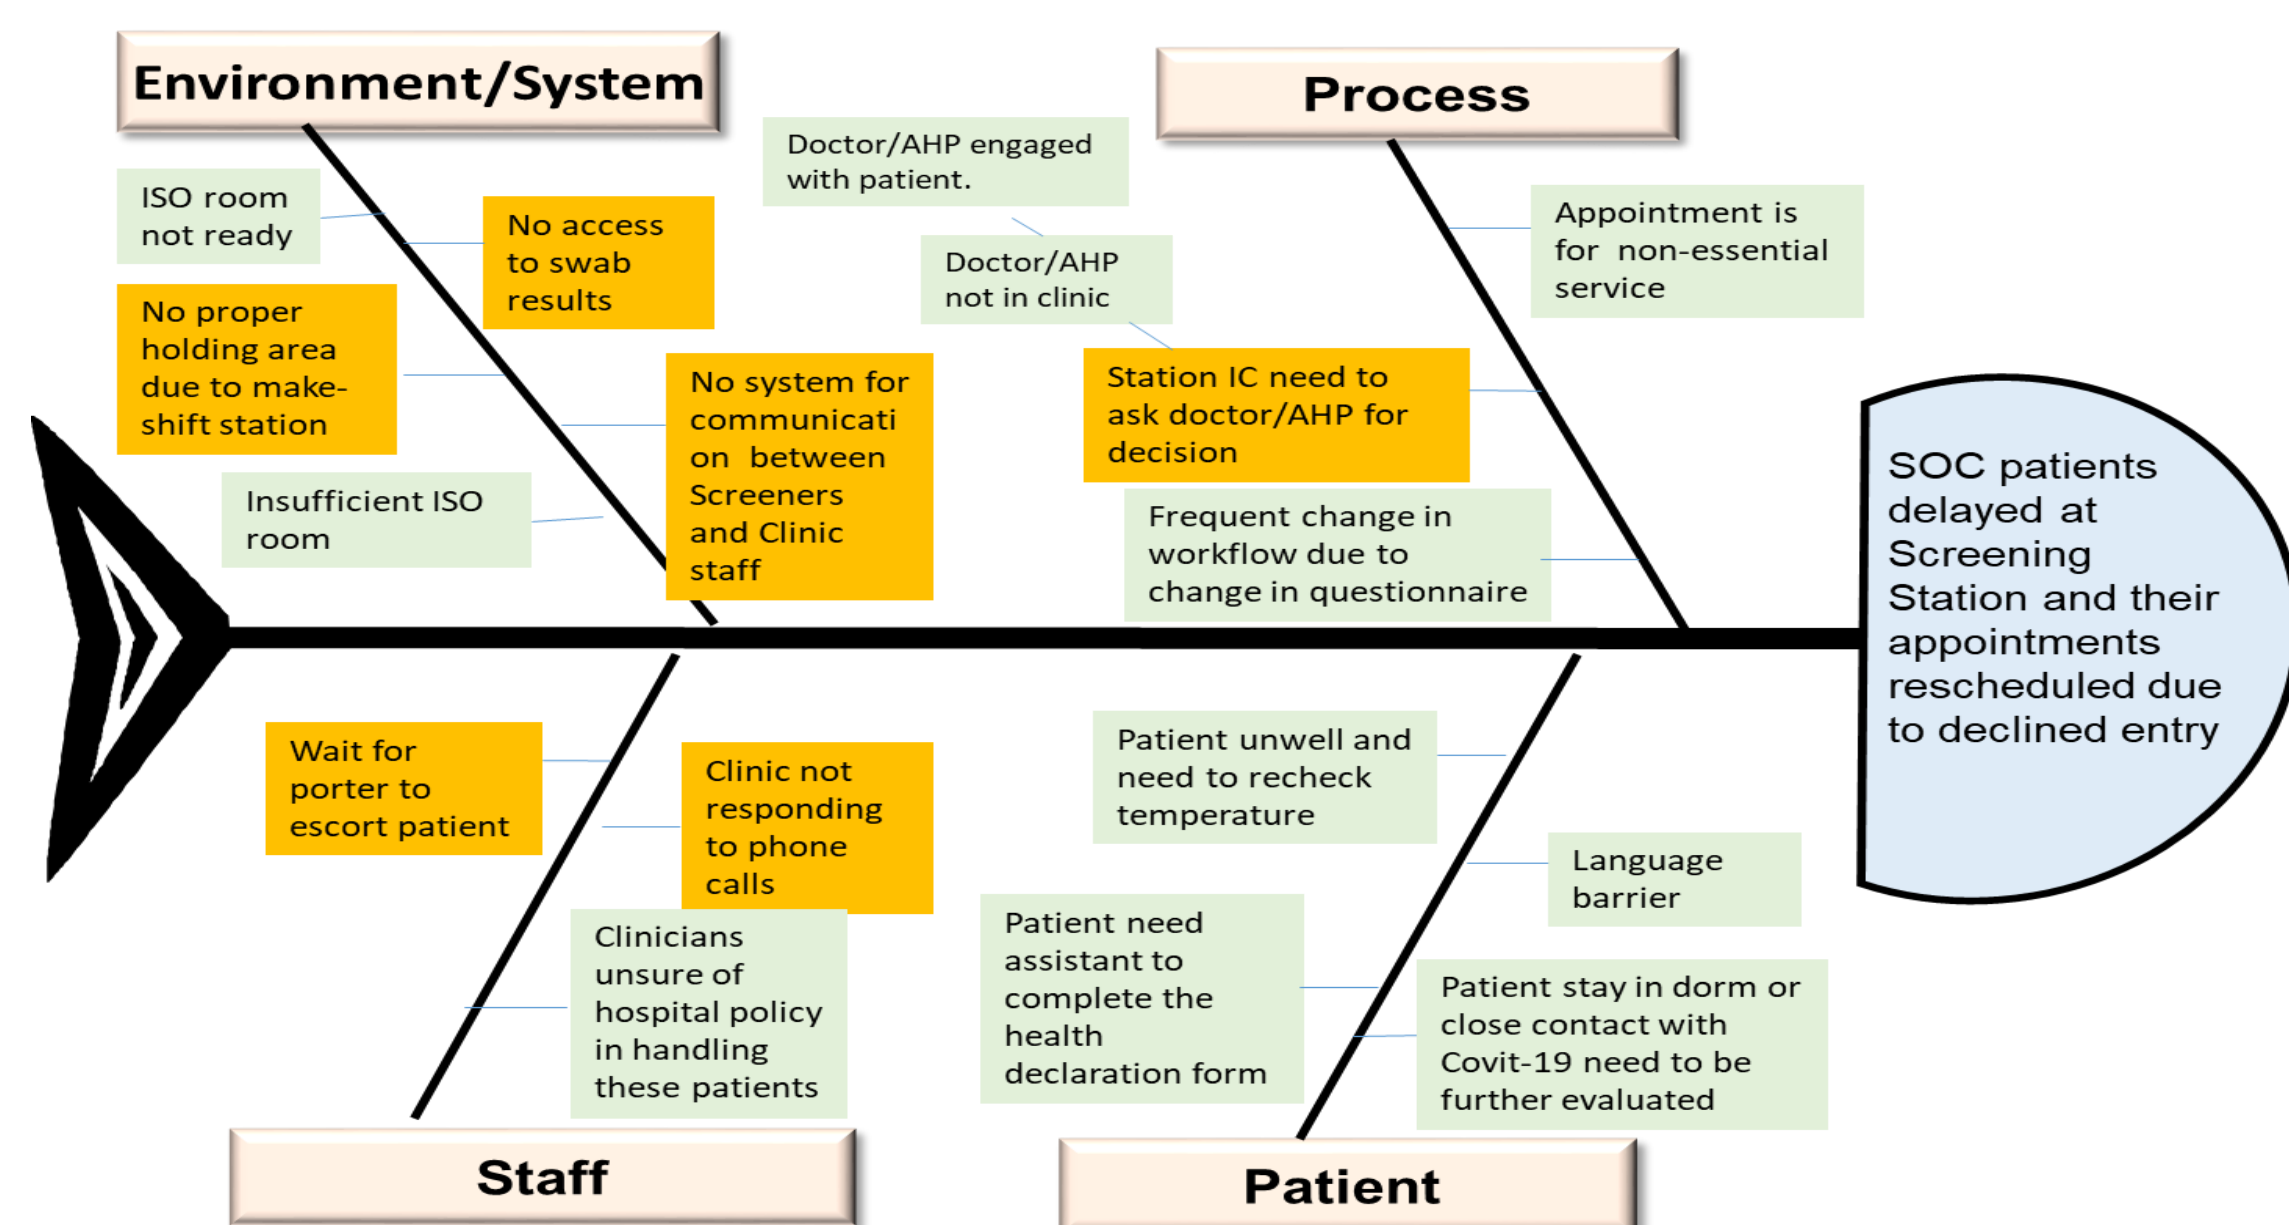 Environment/System
Process
ISO room
not ready
No access
to swab
results
No proper
holding area
due to make-
shift station
No system for
communicati
on between
Screeners
and Clinic
staff
Insufficient ISO
room
Doctor/AHP engaged
with patient.
Doctor/AHP
not in clinic
Station IC need to
ask doctor/AHP for
decision
Appointment is
for non-essential
service
Frequent change in
workflow due to
change in questionnaire
SOC patients
delayed at
Screening
Station and their
appointments
rescheduled due
to declined entry
Wait for
porter to
escort patient
Clinic not
responding
to phone
calls
Clinicians
unsure of
hospital policy
in handling
these patients
Patient unwell and
need to recheck
temperature
Language
barrier
Patient need
assistant to
complete the
health
declaration form
Patient stay in dorm or
close contact with
Covit-19 need to be
further evaluated
Staff
Patient